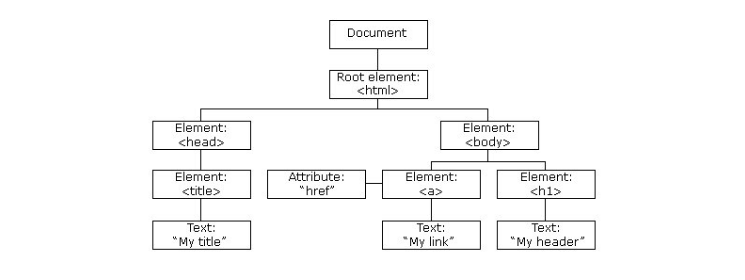 Document
Root element:
<html>
Element:
<head>
Element:
<body>
Element:
<title>
Attribute:
“href”
Element:
<a>
Element:
<h1>
Text:
“My title”
Text:
“My link”
Text:
“My header”